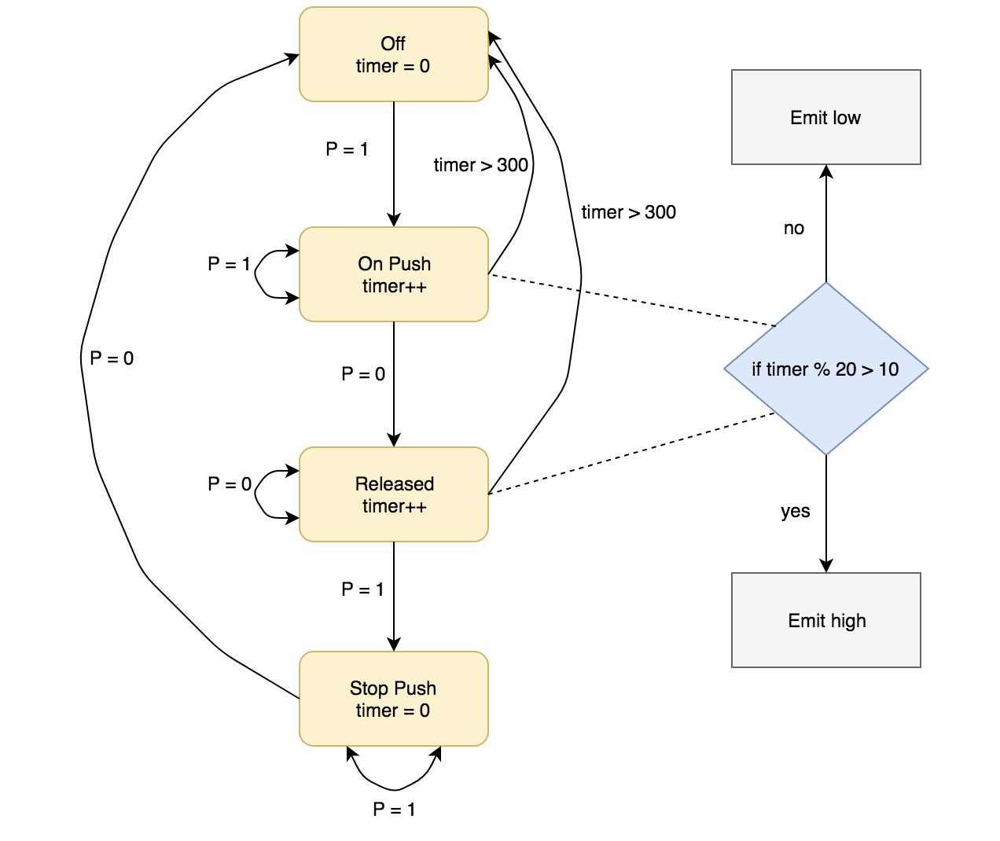 Off
timer = 0
P = 1
timer > 300
timer > 300
On Push
timer++
P = 1
P = 0
P = 0
Released
timer++
P = 0
P = 1
Stop Push
timer = 0
P = 1
Emit low
no
if timer % 20 > 10
yes
Emit high